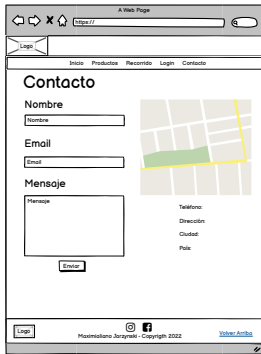 A Web Page
https://
Logo
Inicio Productos Recorrido Login Contacto
Contacto
Nombre
Nombre
Email
Email
Mensaje
Mensaje
Enviar
Teléfono:
Dirección:
Ciudad:
País:
Logo
Maximiliano Jarzynski - Copyrigth 2022
Volver Arriba